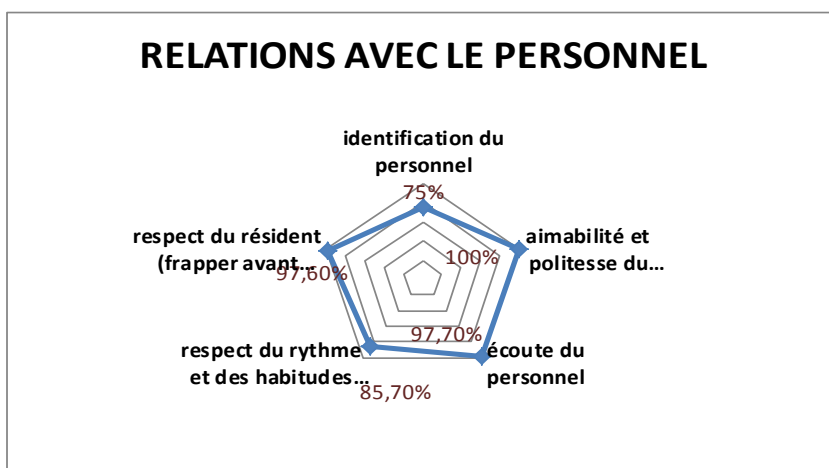 RELATIONS AVEC LE PERSONNEL
identification du
personnel
75%
aimabilité et
politesse du...
100%
écoute du
personnel
97,70%
respect du rythme
et des habitudes...
85,70%
respect du résident
(frapper avant...
97,60%